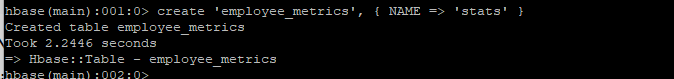 hbase(main):001:0> create 'employee_metrics', { NAME => 'stats' }
Created table employee_metrics
Took 2.2446 seconds
=> Hbase::Table - employee_metrics
hbase(main):002:0>